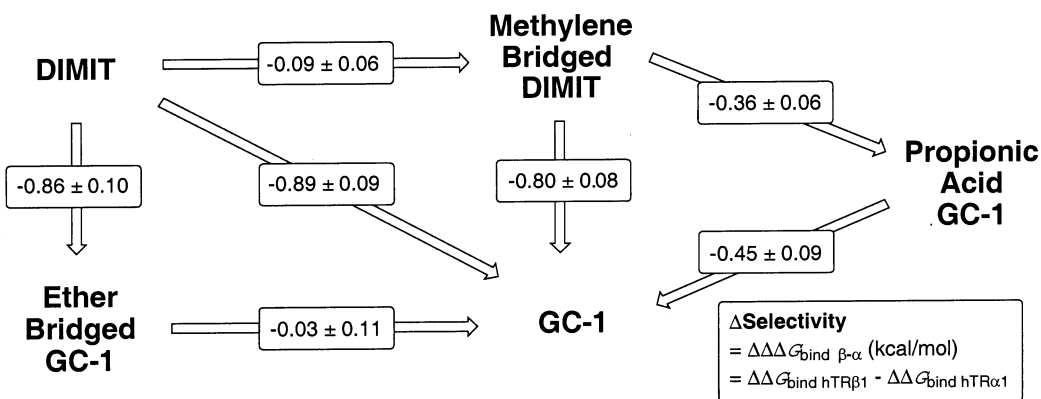 Methylene
Bridged
DIMIT
DIMIT
-0.09 ± 0.06
-0.36 ± 0.06
-0.86 ± 0.10
-0.89 ± 0.09
-0.80 ± 0.08
Propionic
Acid
GC-1
-0.45 ± 0.09
Ether
Bridged
GC-1
-0.03 ± 0.11
GC-1
ΔSelectivity
= ΔΔΔGbind β-α (kcal/mol)
= ΔΔGbind hTRβ1 - ΔΔGbind hTRα1